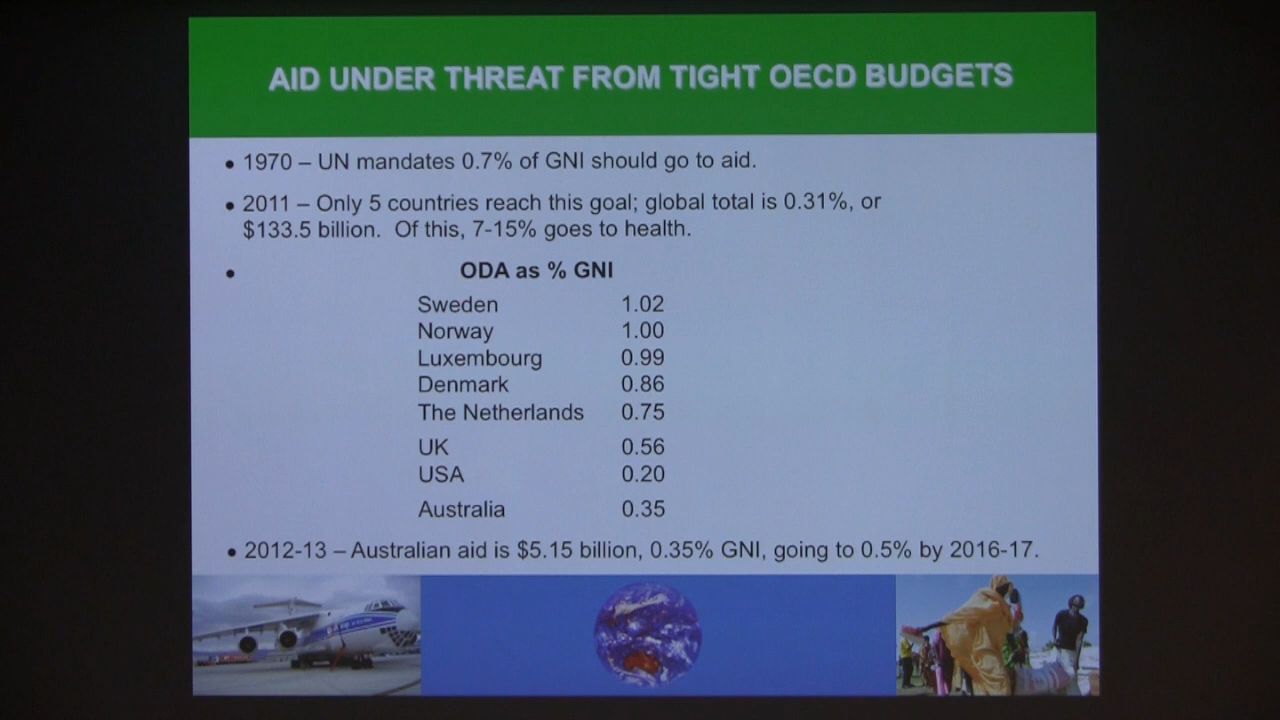 AID UNDER THREAT FROM TIGHT OECD BUDGETS
• 1970 – UN mandates 0.7% of GNI should go to aid.
• 2011 – Only 5 countries reach this goal; global total is 0.31%, or
$133.5 billion. Of this, 7-15% goes to health.
• ODA as % GNI
Sweden 1.02
Norway 1.00
Luxembourg 0.99
Denmark 0.86
The Netherlands 0.75
UK 0.56
USA 0.20
Australia 0.35
• 2012-13 – Australian aid is $5.15 billion, 0.35% GNI, going to 0.5% by 2016-17.